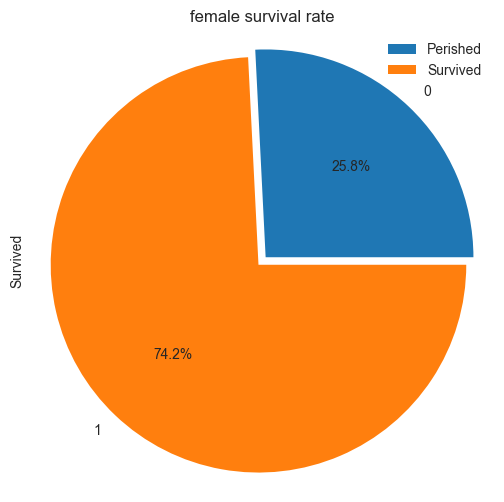 female survival rate
Perished
Survived
0
25.8%
Survived
74.2%
1